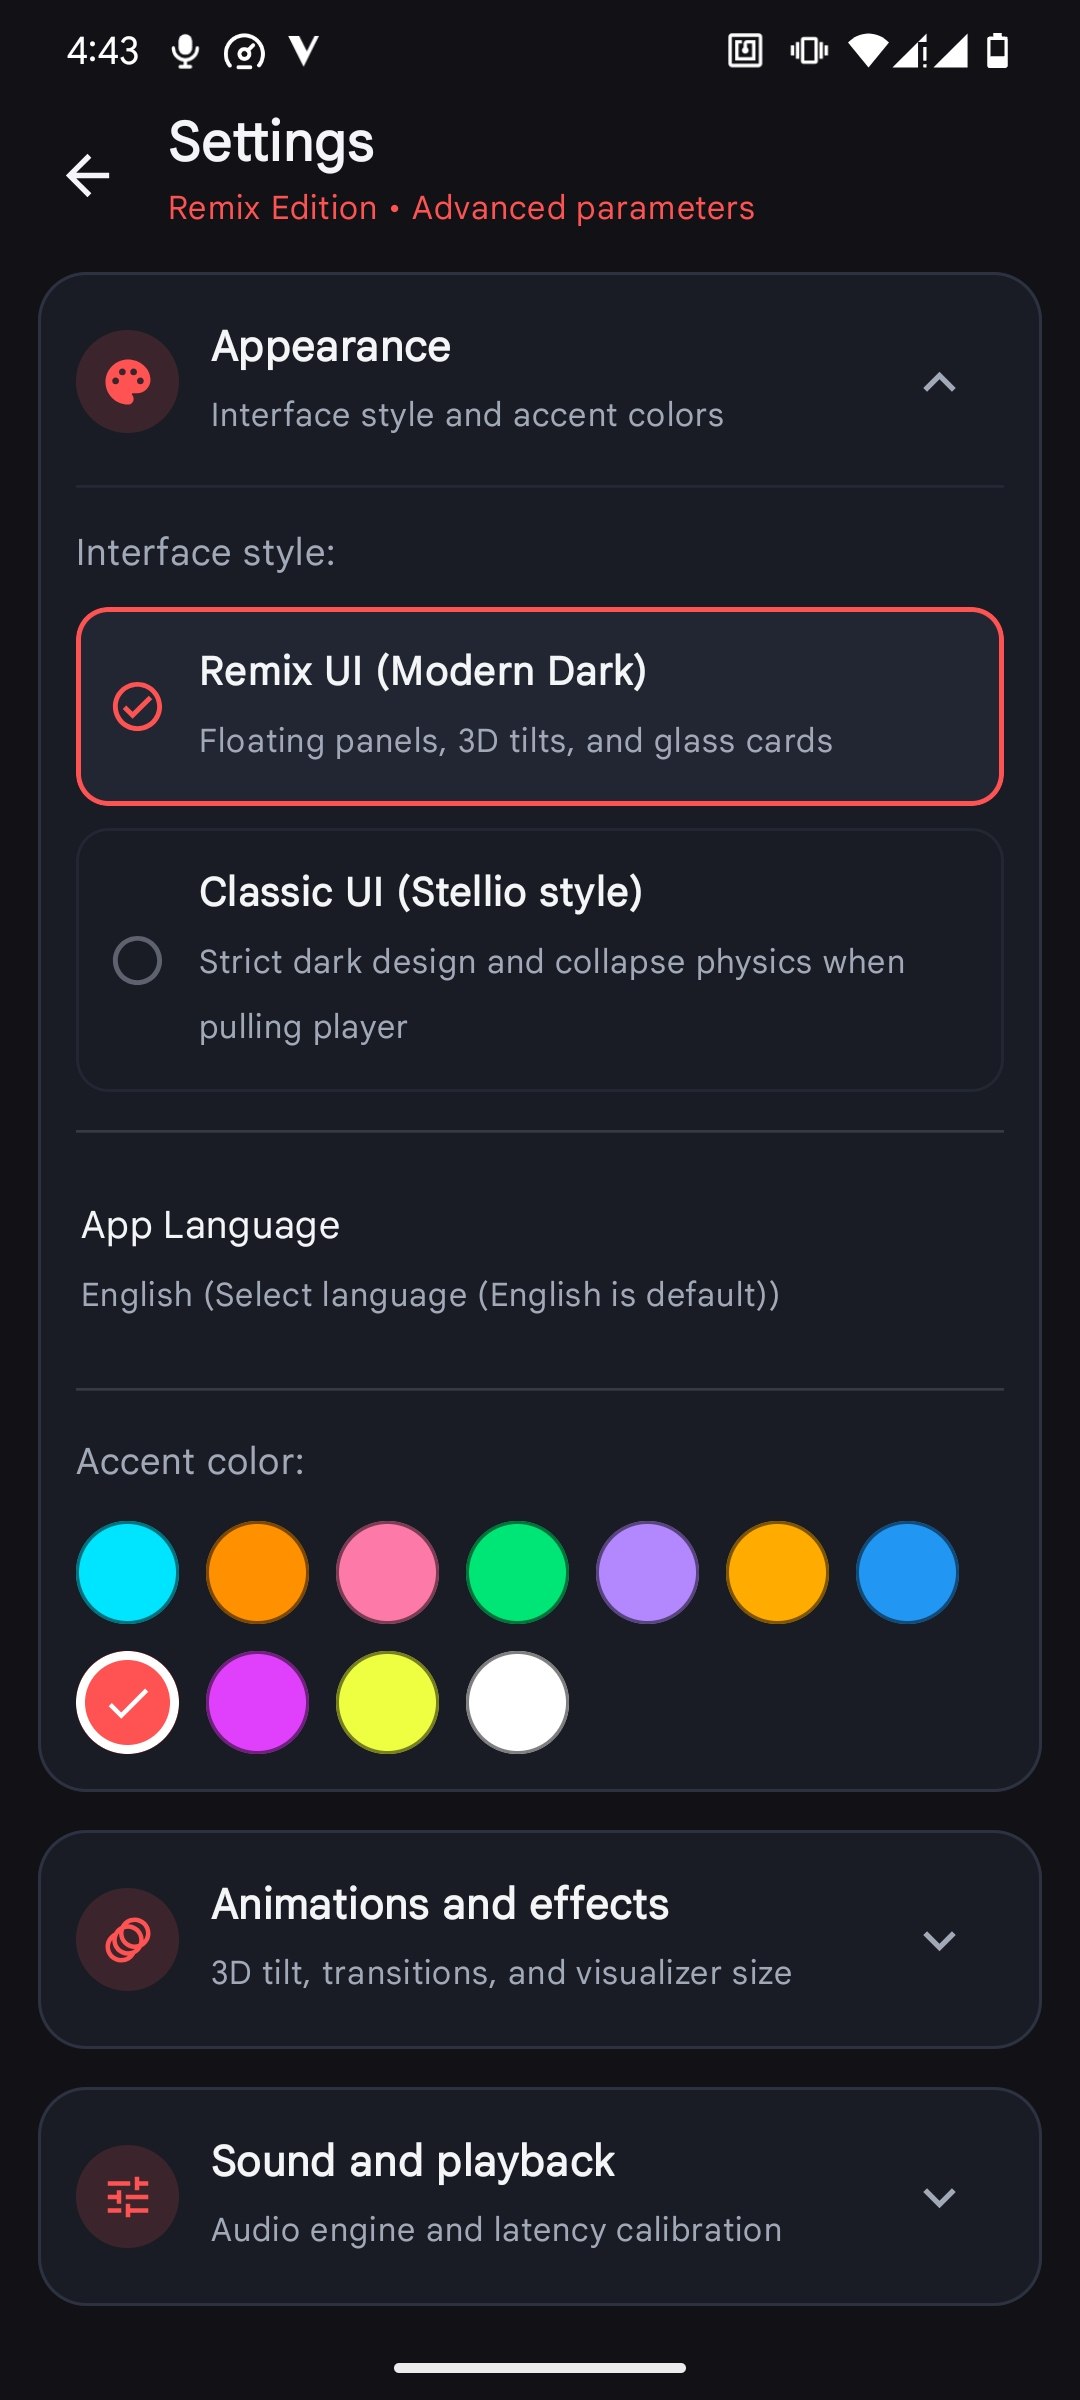 4:43
Settings
Remix Edition • Advanced parameters
Appearance
Interface style and accent colors
Interface style:
Remix UI (Modern Dark)
Floating panels, 3D tilts, and glass cards
Classic UI (Stellio style)
Strict dark design and collapse physics when
pulling player
App Language
English (Select language (English is default))
Accent color:
Animations and effects
3D tilt, transitions, and visualizer size
Sound and playback
Audio engine and latency calibration